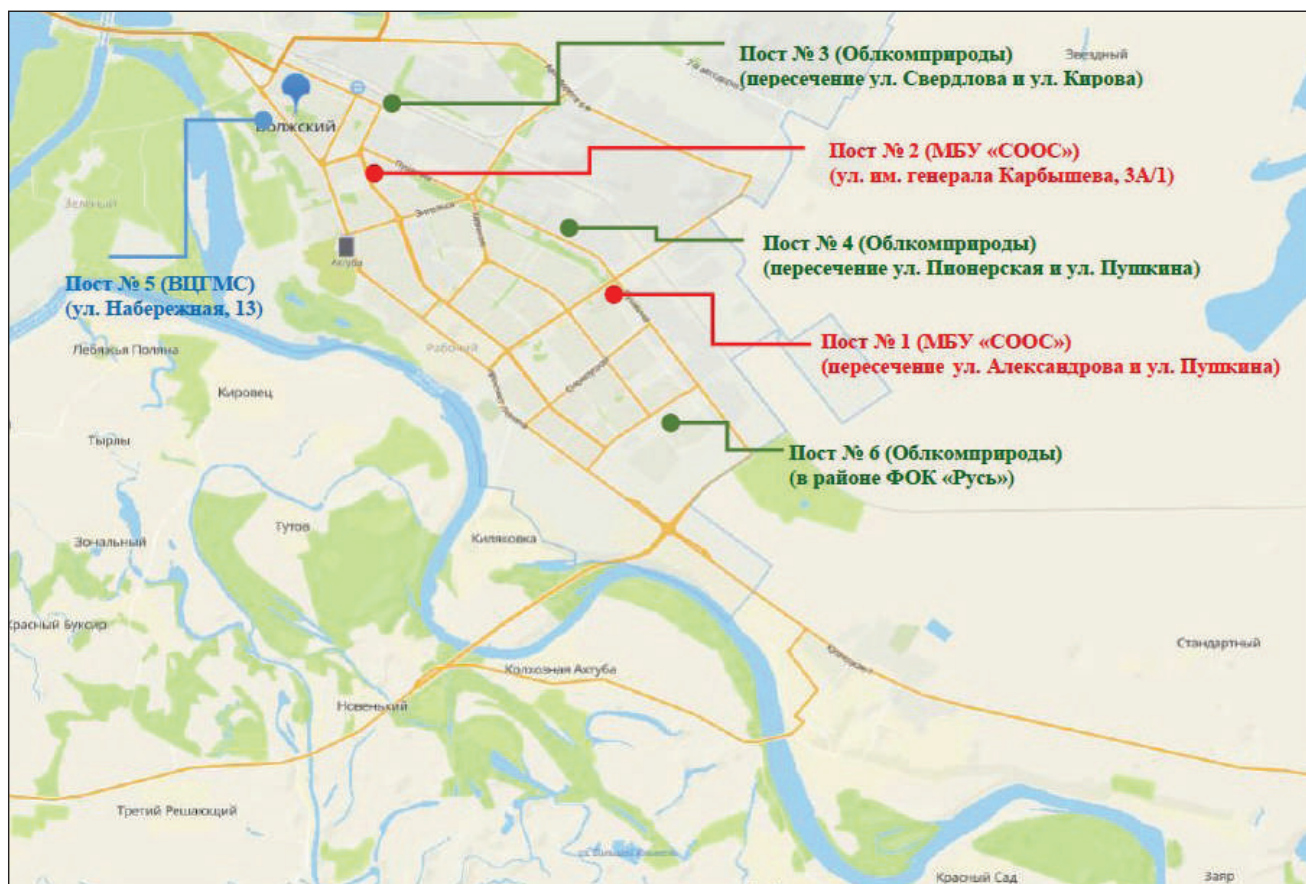 Пост № 3 (Облкомприроды)
(пересечение ул. Свердлова и ул. Кирова)
Звездный
Волжский
Пост № 2 (МБУ «СООС»)
(ул. им. генерала Карбышева, 3А/1)
Зеленый
Пост № 4 (Облкомприроды)
(пересечение ул. Пионерская и ул. Пушкина)
Ахтуба
Пост № 5 (ВЦГМС)
(ул. Набережная, 13)
Пост № 1 (МБУ «СООС»)
(пересечение ул. Александрова и ул. Пушкина)
Лебяжья Поляна
Рабочий
Кировец
Тырлы
Пост № 6 (Облкомприроды)
(в районе ФОК «Русь»)
Тутов
Киляковка
Зональный
Красный Буксир
Стандартный
Колхозная Ахтуба
Новенький
Третий Решающий
Красный Сад
Заяр